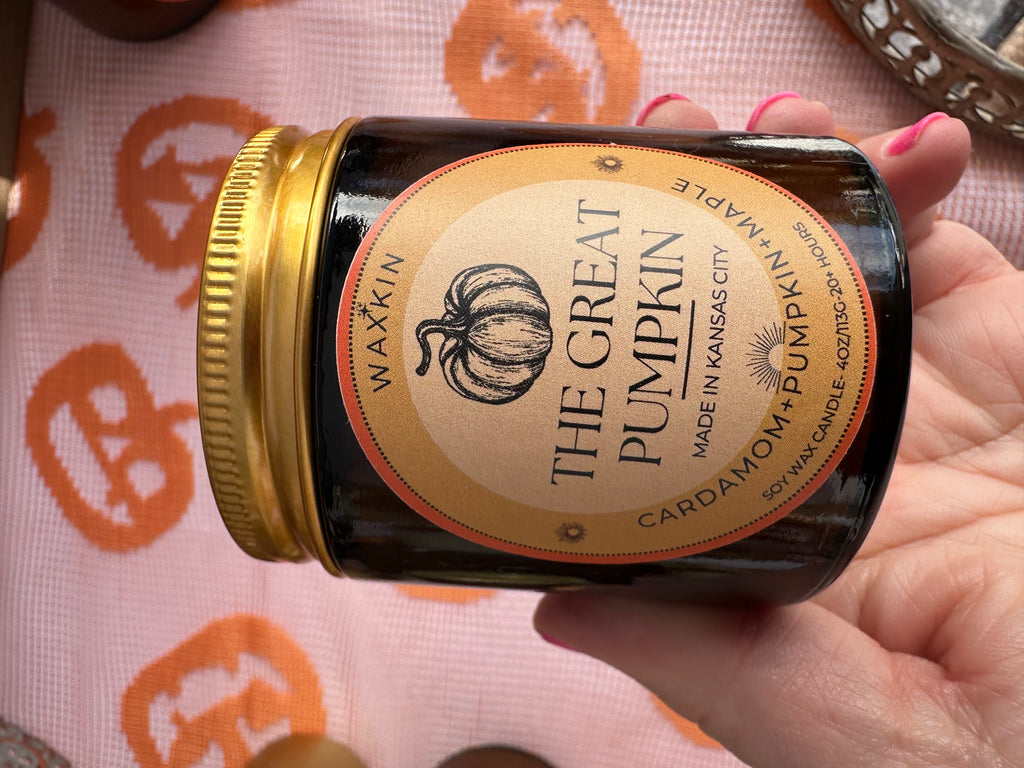 WAXKIN
THE GREAT
PUMPKIN
MADE IN KANSAS CITY
CARDAMOM+PUMPKIN+MAPLE
SOY WAX CANDLE- 4OZ/113G-20+ HOURS